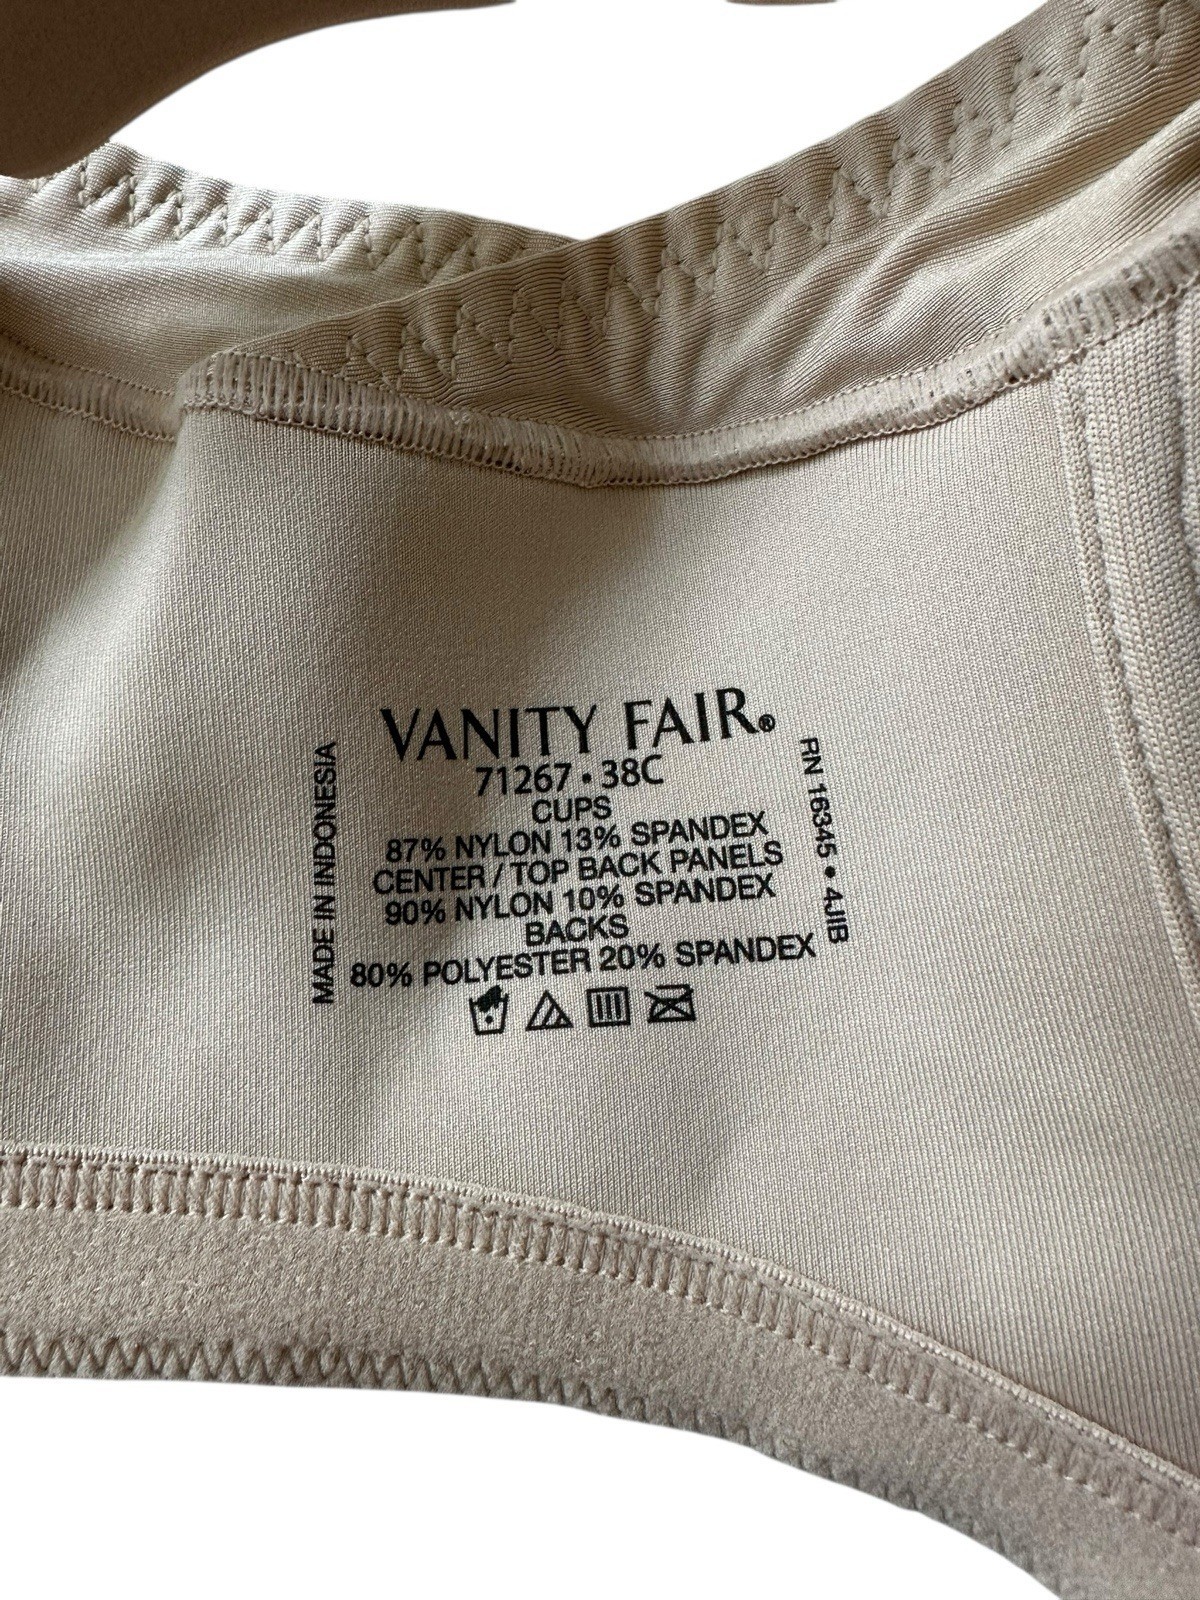 VANITY FAIR®
71267 • 38C
CUPS
87% NYLON 13% SPANDEX
CENTER / TOP BACK PANELS
90% NYLON 10% SPANDEX
BACKS
80% POLYESTER 20% SPANDEX
MADE IN INDONESIA
RN 16345 • 4JIB